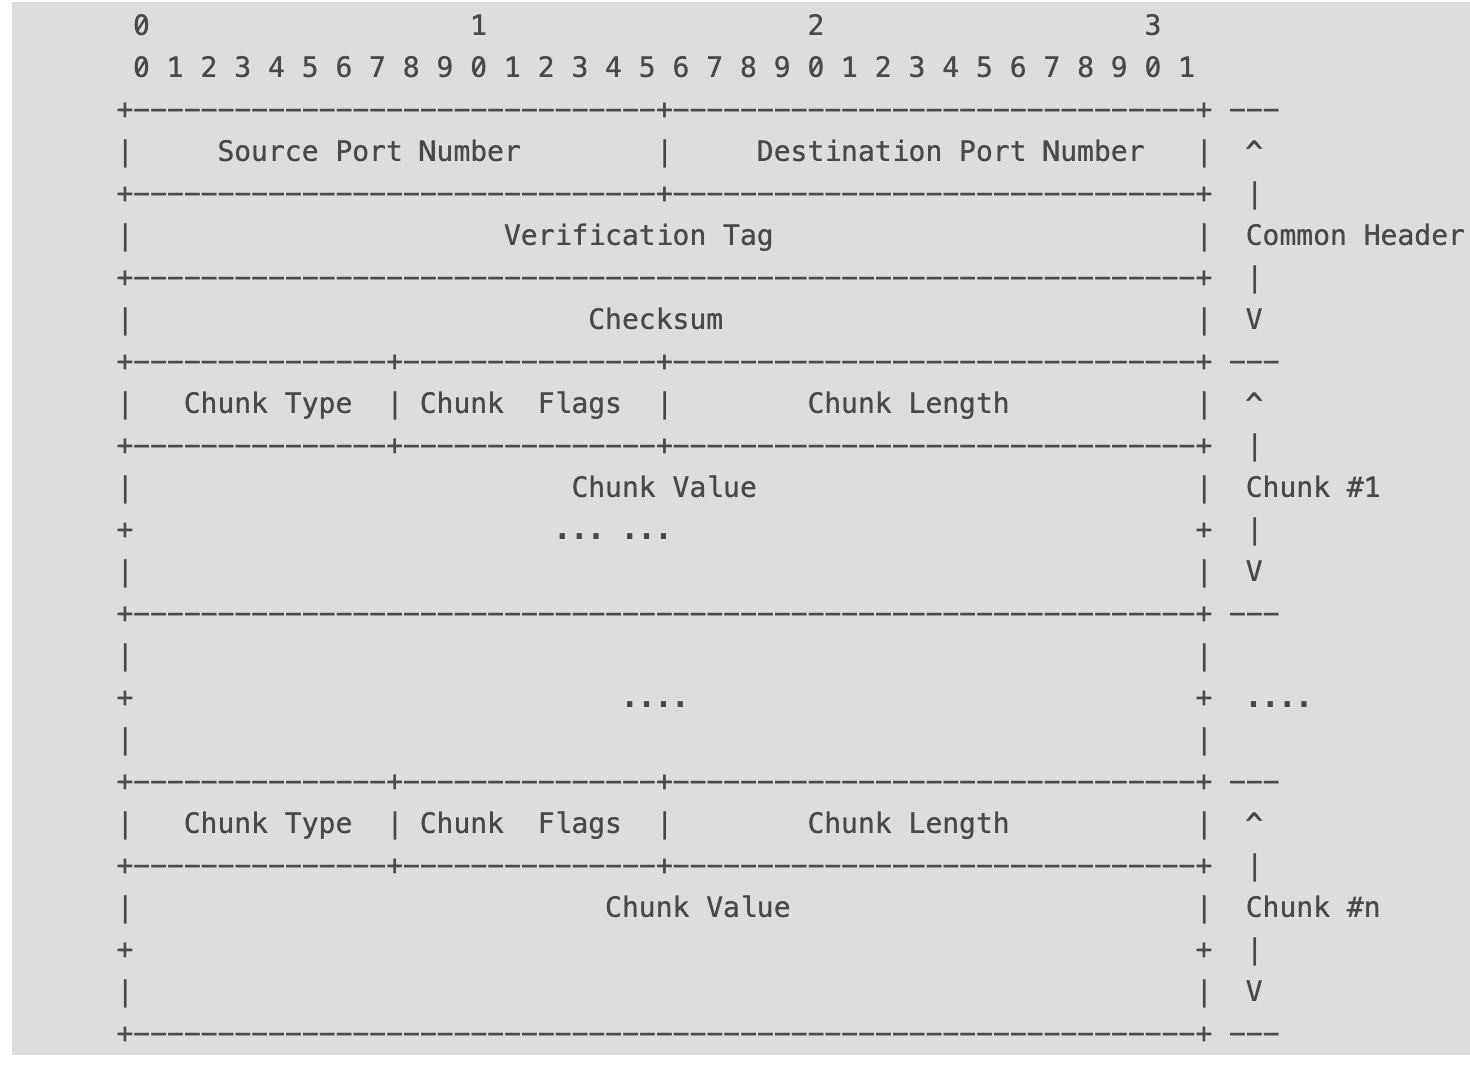 0                   1                   2                   3
0 1 2 3 4 5 6 7 8 9 0 1 2 3 4 5 6 7 8 9 0 1 2 3 4 5 6 7 8 9 0 1
+---------------+---------------+-------------------------------+ ---
|     Source Port Number        |     Destination Port Number   |  ^
+-------------------------------+-------------------------------+  |
|                      Verification Tag                         |  Common Header
+---------------------------------------------------------------+  |
|                           Checksum                            |  V
+---------------+---------------+-------------------------------+ ---
|   Chunk Type  | Chunk  Flags  |        Chunk Length           |  ^
+---------------+---------------+-------------------------------+  |
|                          Chunk Value                          |  Chunk #1
+                         ... ...                               +  |
|                                                               |  V
+---------------------------------------------------------------+ ---
|                                                               |
+                             ....                              +  ....
|                                                               |
+---------------+---------------+-------------------------------+ ---
|   Chunk Type  | Chunk  Flags  |        Chunk Length           |  ^
+---------------+---------------+-------------------------------+  |
|                            Chunk Value                        |  Chunk #n
+                                                               +  |
|                                                               |  V
+---------------------------------------------------------------+ ---